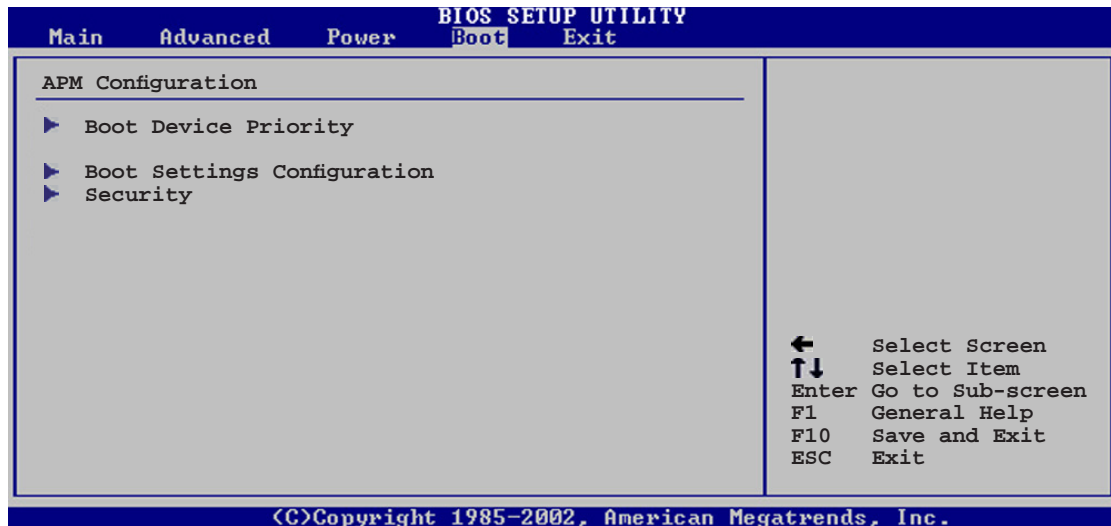 BIOS SETUP UTILITY
Main Advanced Power Boot Exit
APM Configuration
Boot Device Priority
Boot Settings Configuration
Security
← Select Screen
↑↓ Select Item
Enter Go to Sub-screen
F1 General Help
F10 Save and Exit
ESC Exit
(C)Copyright 1985-2002, American Megatrends, Inc.